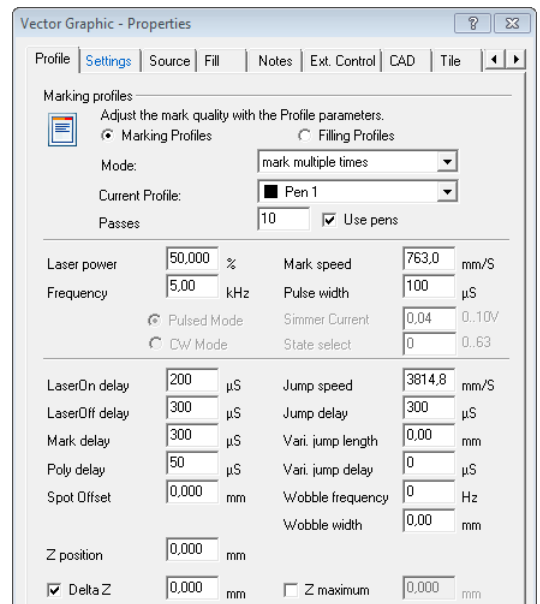 Vector Graphic - Properties
Profile Settings Source Fill Notes Ext. Control CAD Tile
Marking profiles
Adjust the mark quality with the Profile parameters.
Marking Profiles Filling Profiles
Mode: mark multiple times
Current Profile: Pen 1
Passes 10 Use pens
Laser power 50,000 % Mark speed 763,0 mm/S
Frequency 5,00 kHz Pulse width 100 µS
Pulsed Mode Simmer Current 0,04 0..10V
CW Mode State select 0 0..63
LaserOn delay 200 µS Jump speed 3814,8 mm/S
LaserOff delay 300 µS Jump delay 300 µS
Mark delay 300 µS Vari. jump length 0,00 mm
Poly delay 50 µS Vari. jump delay 0 µS
Spot Offset 0,000 mm Wobble frequency 0 Hz
Wobble width 0,00 mm
Z position 0,000 mm
Delta Z 0,000 mm Z maximum 0,000 mm